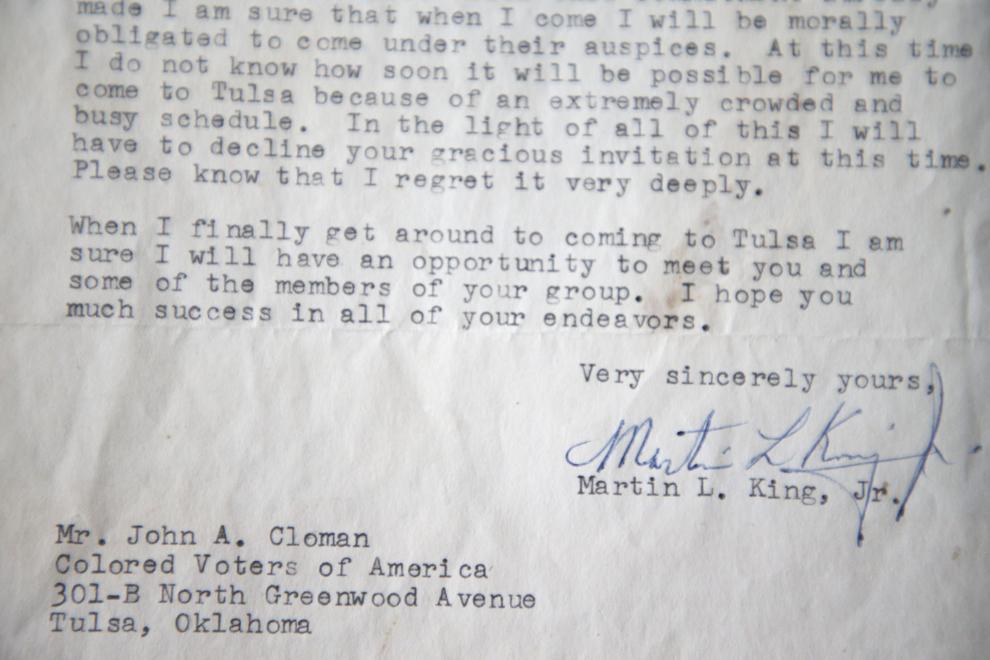 made I am sure that when I come I will be morally
obligated to come under their auspices. At this time
I do not know how soon it will be possible for me to
come to Tulsa because of an extremely crowded and
busy schedule. In the light of all of this I will
have to decline your gracious invitation at this time.
Please know that I regret it very deeply.
When I finally get around to coming to Tulsa I am
sure I will have an opportunity to meet you and
some of the members of your group. I hope you
much success in all of your endeavors.
Very sincerely yours,
Martin L King Jr.
Martin L. King, Jr.
Mr. John A. Cloman
Colored Voters of America
301-B North Greenwood Avenue
Tulsa, Oklahoma